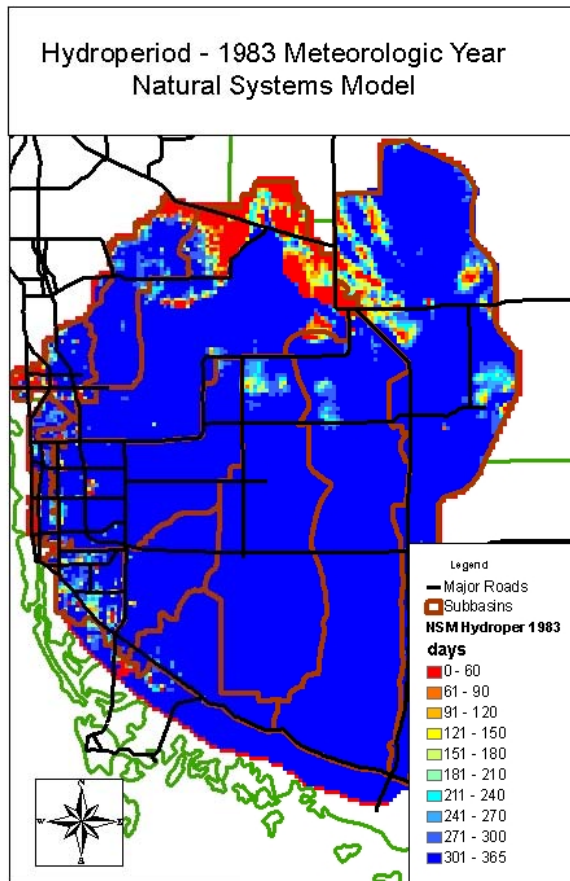 Hydroperiod - 1983 Meteorologic Year
Natural Systems Model
Legend
Major Roads
Subbasins
NSM Hydroper 1983
days
0 - 60
61 - 90
91 - 120
121 - 150
151 - 180
181 - 210
211 - 240
241 - 270
271 - 300
301 - 365
N
W
E
S